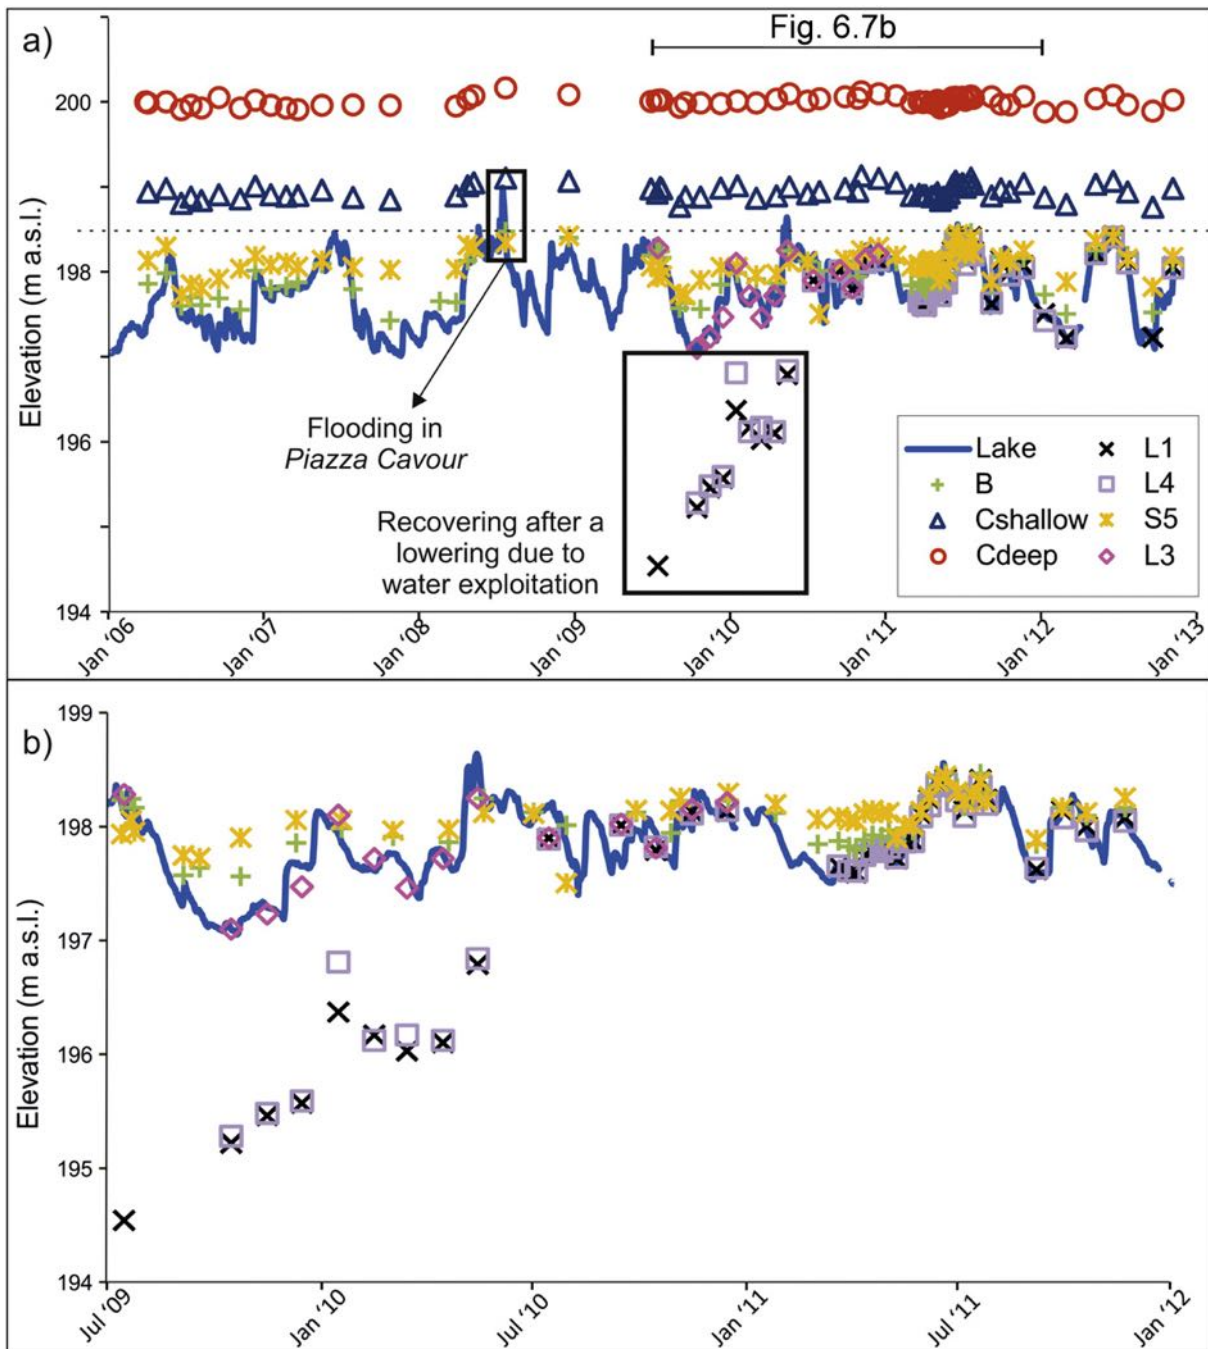 a)
Fig. 6.7b
200
198
196
194
Elevation (m a.s.l.)
Flooding in
Piazza Cavour
Recovering after a
lowering due to
water exploitation
Lake
L1
B
L4
Cshallow
S5
Cdeep
L3
Jan ‘06
Jan ‘07
Jan ‘08
Jan ‘09
Jan ‘10
Jan ‘11
Jan ‘12
Jan ‘13
b)
199
198
197
196
195
194
Elevation (m a.s.l.)
Jul ‘09
Jan ‘10
Jul ‘10
Jan ‘11
Jul ‘11
Jan ‘12